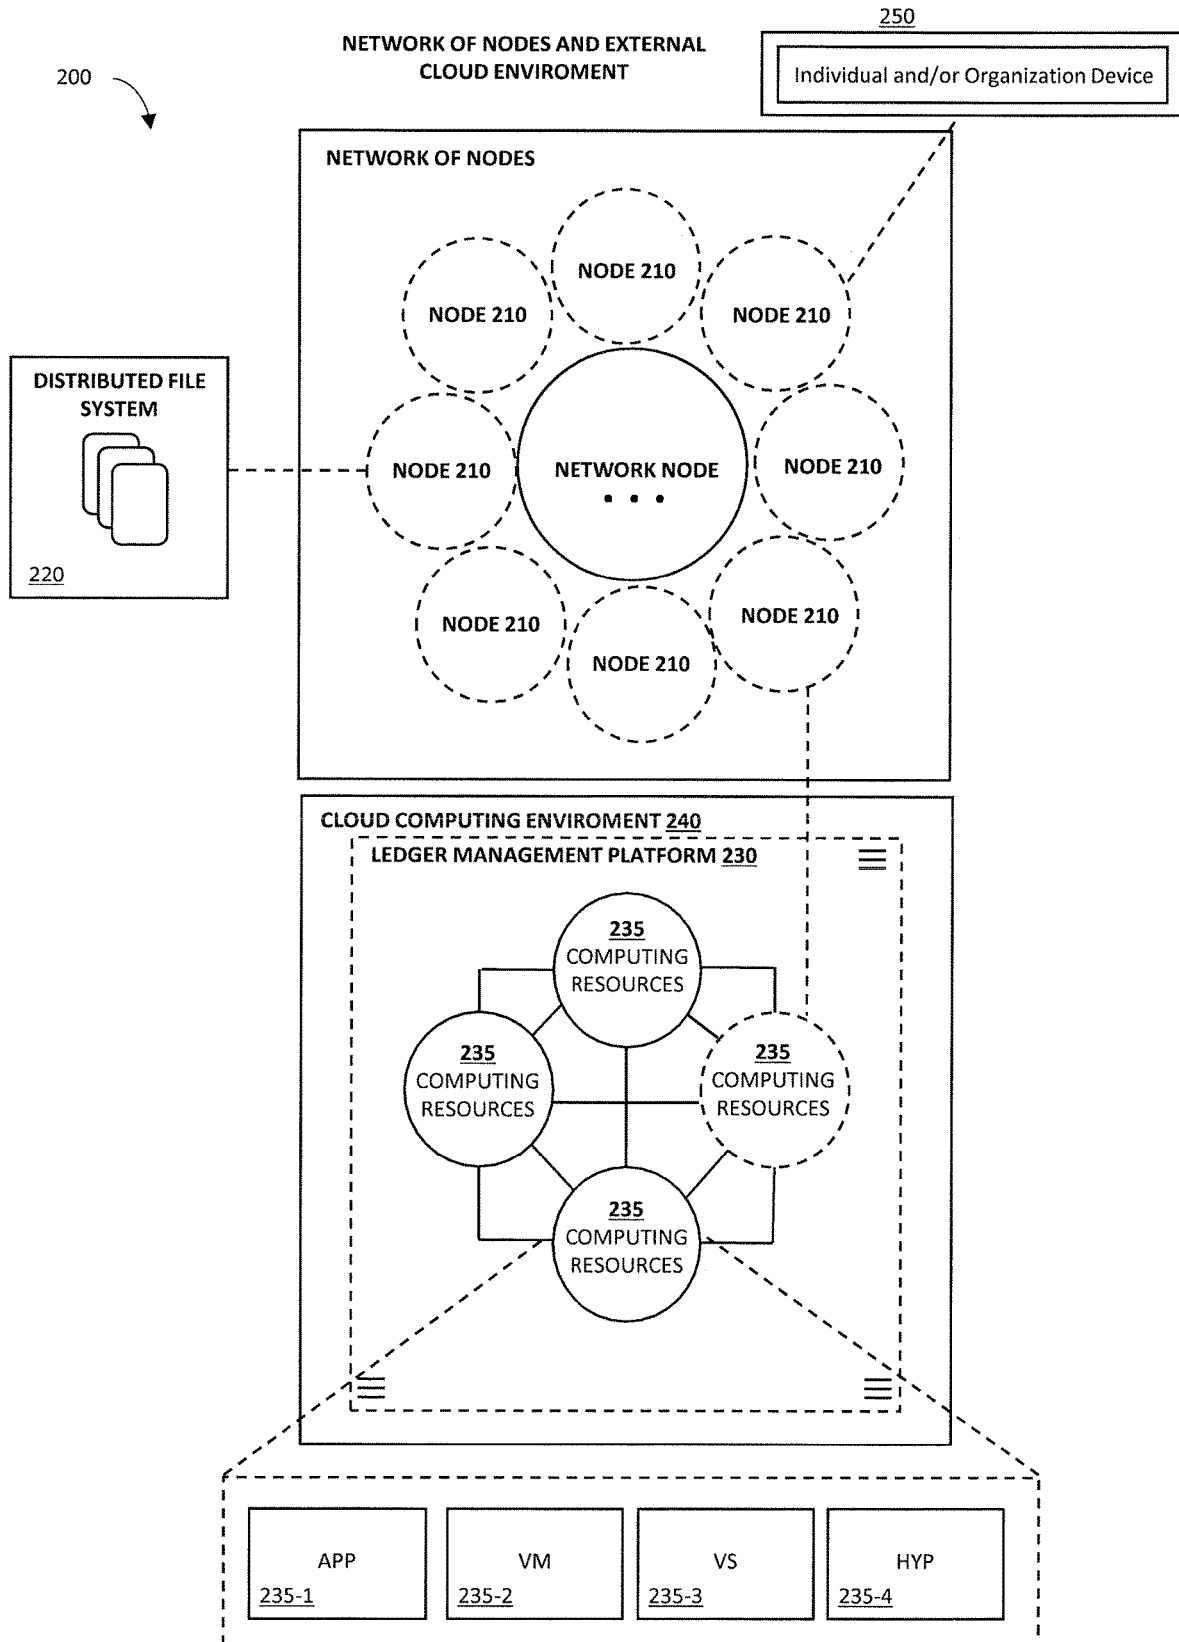 250
NETWORK OF NODES AND EXTERNAL
CLOUD ENVIROMENT
Individual and/or Organization Device
200
NETWORK OF NODES
NODE 210
NODE 210
NODE 210
DISTRIBUTED FILE
SYSTEM
220
NODE 210
NETWORK NODE
• • •
NODE 210
NODE 210
NODE 210
NODE 210
CLOUD COMPUTING ENVIROMENT 240
LEDGER MANAGEMENT PLATFORM 230
235
COMPUTING
RESOURCES
235
COMPUTING
RESOURCES
235
COMPUTING
RESOURCES
235
COMPUTING
RESOURCES
APP
235-1
VM
235-2
VS
235-3
HYP
235-4